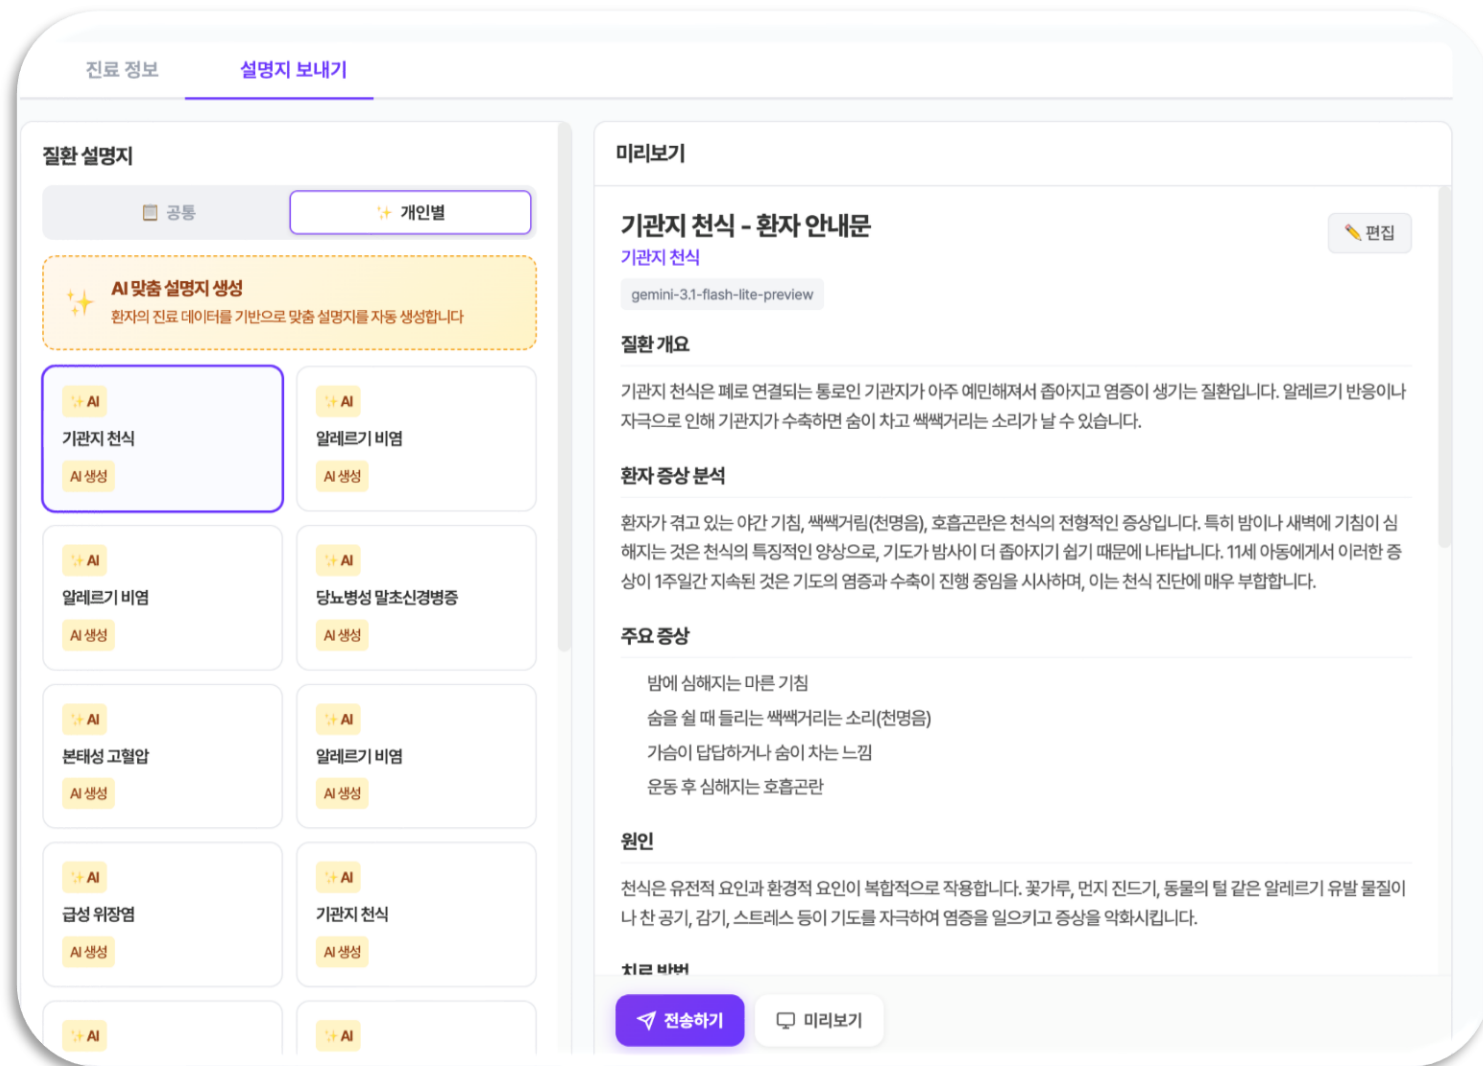 진료 정보
설명지 보내기
질환 설명지
공통
개인별
AI 맞춤 설명지 생성
환자의 진료 데이터를 기반으로 맞춤 설명지를 자동 생성합니다
AI
기관지 천식
AI 생성
AI
알레르기 비염
AI 생성
AI
알레르기 비염
AI 생성
AI
당뇨병성 말초신경병증
AI 생성
AI
본태성 고혈압
AI 생성
AI
알레르기 비염
AI 생성
AI
급성 위장염
AI 생성
AI
기관지 천식
AI 생성
AI
AI
미리보기
기관지 천식 - 환자 안내문
편집
기관지 천식
gemini-3.1-flash-lite-preview
질환 개요
기관지 천식은 폐로 연결되는 통로인 기관지가 아주 예민해져서 좁아지고 염증이 생기는 질환입니다. 알레르기 반응이나
자극으로 인해 기관지가 수축하면 숨이 차고 쌕쌕거리는 소리가 날 수 있습니다.
환자 증상 분석
환자가 겪고 있는 야간 기침, 쌕쌕거림(천명음), 호흡곤란은 천식의 전형적인 증상입니다. 특히 밤이나 새벽에 기침이 심
해지는 것은 천식의 특징적인 양상으로, 기도가 밤사이 더 좁아지기 쉽기 때문에 나타납니다. 11세 아동에게서 이러한 증
상이 1주일간 지속된 것은 기도의 염증과 수축이 진행 중임을 시사하며, 이는 천식 진단에 매우 부합합니다.
주요 증상
밤에 심해지는 마른 기침
숨을 쉴 때 들리는 쌕쌕거리는 소리(천명음)
가슴이 답답하거나 숨이 차는 느낌
운동 후 심해지는 호흡곤란
원인
천식은 유전적 요인과 환경적 요인이 복합적으로 작용합니다. 꽃가루, 먼지 진드기, 동물의 털 같은 알레르기 유발 물질이
나 찬 공기, 감기, 스트레스 등이 기도를 자극하여 염증을 일으키고 증상을 악화시킵니다.
치료 방법
전송하기
미리보기